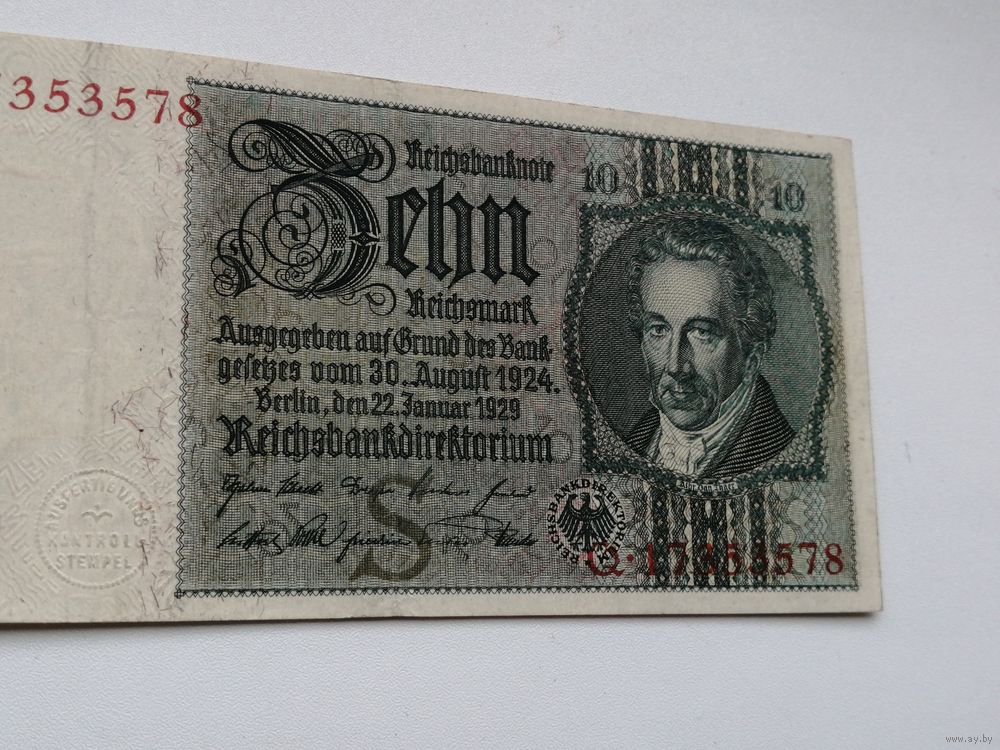 353578
Reichsbanknote
10
10
Zehn
Reichsmark
Ausgegeben auf Grund des Bank-
gesetzes vom 30. August 1924.
Berlin, den 22. Januar 1929
Reichsbankdirektorium
S
REICHSBANKDIREKTORIUM
Q·17353578
KONTROLL
STEMPEL
www.ay.by